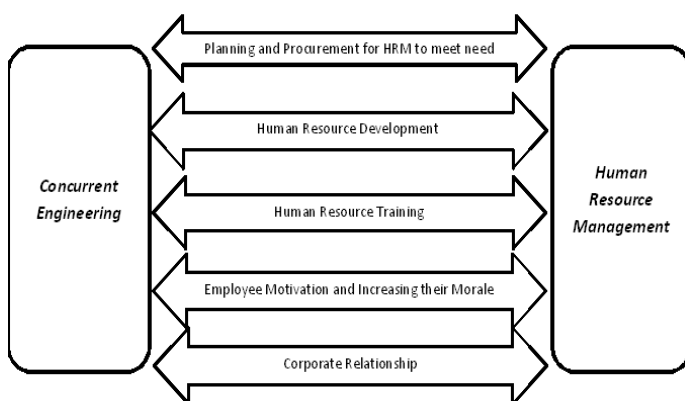 Planning and Procurement for HRM to meet need
Human Resource Development
Concurrent
Engineering
Human Resource Training
Human
Resource
Management
Employee Motivation and Increasing their Morale
Corporate Relationship